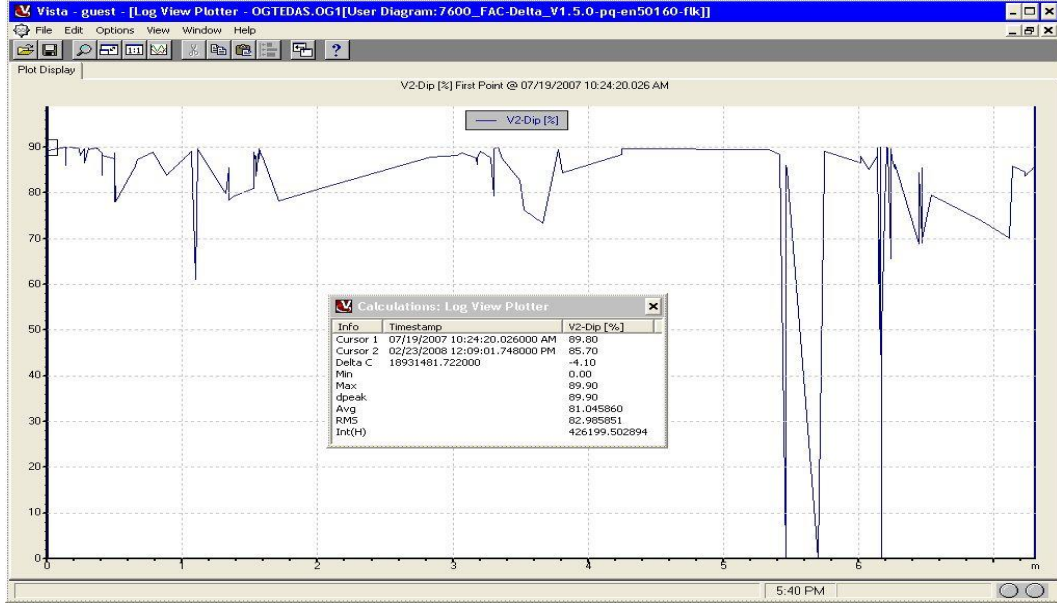 Vista - guest - [Log View Plotter - OGTEDAS.OG1[User Diagram:7600_FAC-Delta_V1.5.0-pq-en50160-flk]]
File Edit Options View Window Help
1:1 ?
Plot Display
V2-Dip [%] First Point @ 07/19/2007 10:24:20.026 AM
V2-Dip [%]
90
80
70
60
50
40
30
20
10
0
0 1 2 3 4 5 6 m
Calculations: Log View Plotter
Info Timestamp V2-Dip [%]
Cursor 1 07/19/2007 10:24:20.026000 AM 89.80
Cursor 2 02/23/2008 12:09:01.748000 PM 85.70
Delta C 18931481.722000 -4.10
Min 0.00
Max 89.90
dpeak 89.90
Avg 81.045860
RMS 82.985851
Int(H) 426199.502894
5:40 PM